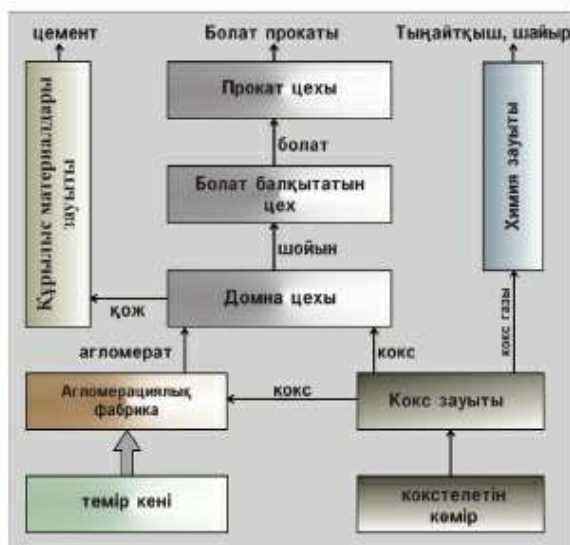 цемент
Болат прокаты
Тыңайтқыш, шайыр
Құрылыс материалдары
зауыты
Прокат цехы
Химия зауыты
болат
Болат балқытатын
цех
шойын
Домна цехы
қож
агломерат
кокс
кокс газы
Агломерациялық
фабрика
кокс
Кокс зауыты
темір кені
кокстелетін
көмір